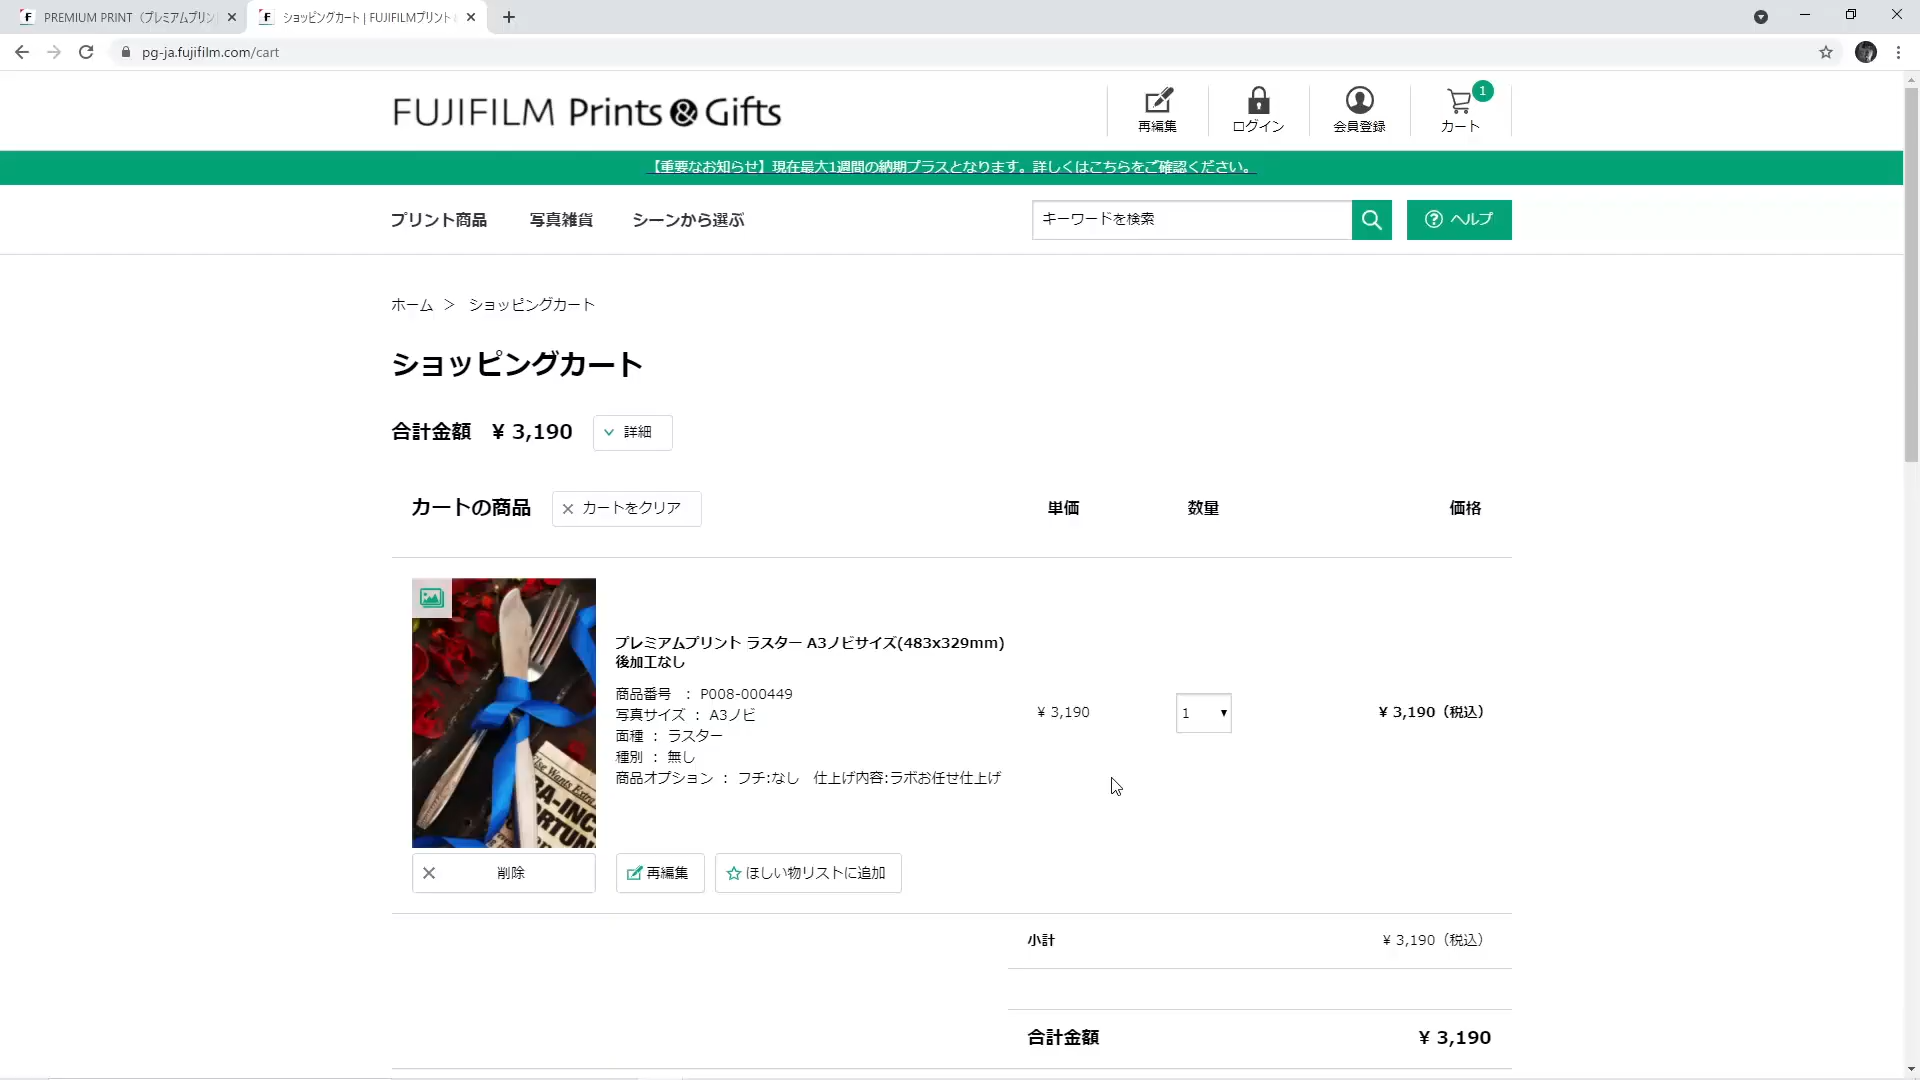 PREMIUM PRINT（プレミアムプリン
ショッピングカート | FUJIFILMプリント
pg-ja.fujifilm.com/cart
FUJIFILM Prints & Gifts
再編集
ログイン
会員登録
1
カート
【重要なお知らせ】現在最大1週間の納期プラスとなります。詳しくはこちらをご確認ください。
プリント商品
写真雑貨
シーンから選ぶ
キーワードを検索
ヘルプ
ホーム ＞ ショッピングカート
ショッピングカート
合計金額 ¥ 3,190
詳細
カートの商品
カートをクリア
単価
数量
価格
プレミアムプリント ラスター A3ノビサイズ(483x329mm)
後加工なし
商品番号 ： P008-000449
写真サイズ ： A3ノビ
面種 ： ラスター
種別 ： 無し
商品オプション ： フチ:なし 仕上げ内容:ラボお任せ仕上げ
¥ 3,190
1
¥ 3,190（税込）
lse Wants Extra
RA-INC
ORTUN
削除
再編集
ほしい物リストに追加
小計
¥ 3,190（税込）
合計金額
¥ 3,190